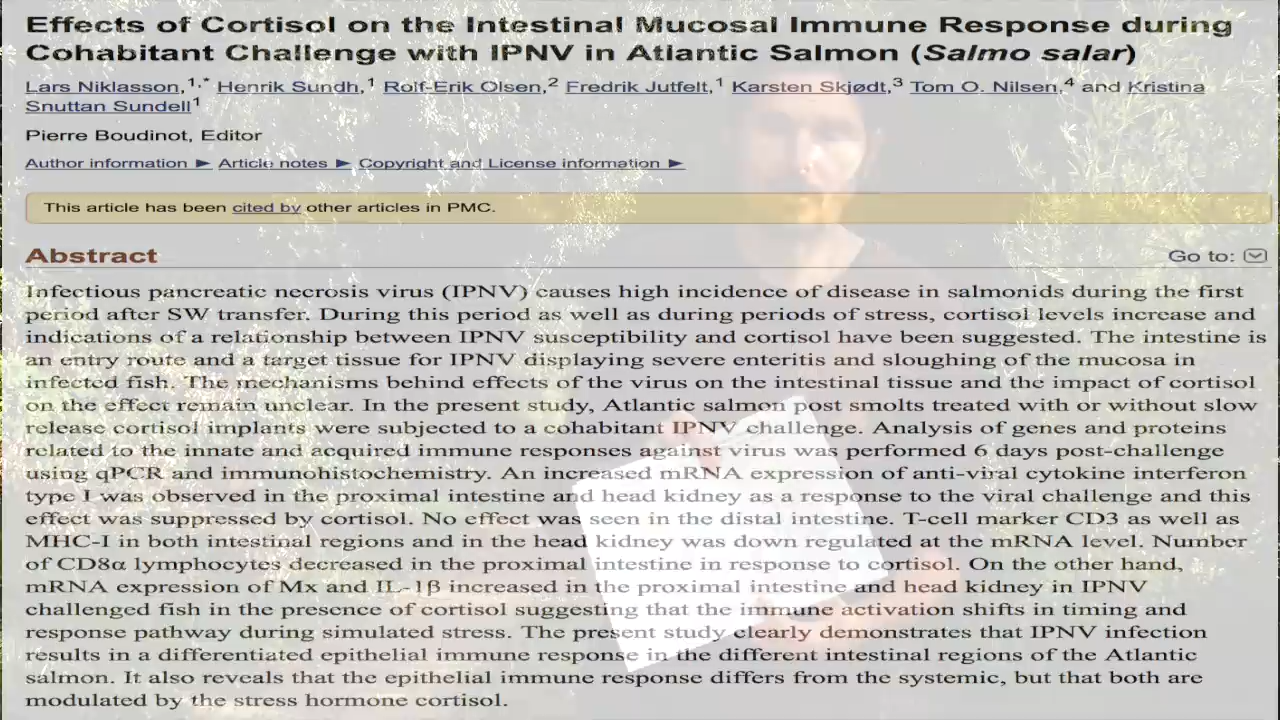 Effects of Cortisol on the Intestinal Mucosal Immune Response during
Cohabitant Challenge with IPNV in Atlantic Salmon (Salmo salar)
Lars Niklasson,1,* Henrik Sundh,1 Rolf-Erik Olsen,2 Fredrik Jutfelt,1 Karsten Skjødt,3 Tom O. Nilsen,4 and Kristina
Snuttan Sundell1
Pierre Boudinot, Editor
Author information ► Article notes ► Copyright and License information ►
This article has been cited by other articles in PMC.
Abstract Go to:
Infectious pancreatic necrosis virus (IPNV) causes high incidence of disease in salmonids during the first
period after SW transfer. During this period as well as during periods of stress, cortisol levels increase and
indications of a relationship between IPNV susceptibility and cortisol have been suggested. The intestine is
an entry route and a target tissue for IPNV displaying severe enteritis and sloughing of the mucosa in
infected fish. The mechanisms behind effects of the virus on the intestinal tissue and the impact of cortisol
on the effect remain unclear. In the present study, Atlantic salmon post smolts treated with or without slow
release cortisol implants were subjected to a cohabitant IPNV challenge. Analysis of genes and proteins
related to the innate and acquired immune responses against virus was performed 6 days post-challenge
using qPCR and immunohistochemistry. An increased mRNA expression of anti-viral cytokine interferon
type I was observed in the proximal intestine and head kidney as a response to the viral challenge and this
effect was suppressed by cortisol. No effect was seen in the distal intestine. T-cell marker CD3 as well as
MHC-I in both intestinal regions and in the head kidney was down regulated at the mRNA level. Number
of CD8α lymphocytes decreased in the proximal intestine in response to cortisol. On the other hand,
mRNA expression of Mx and IL-1β increased in the proximal intestine and head kidney in IPNV
challenged fish in the presence of cortisol suggesting that the immune activation shifts in timing and
response pathway during simulated stress. The present study clearly demonstrates that IPNV infection
results in a differentiated epithelial immune response in the different intestinal regions of the Atlantic
salmon. It also reveals that the epithelial immune response differs from the systemic, but that both are
modulated by the stress hormone cortisol.